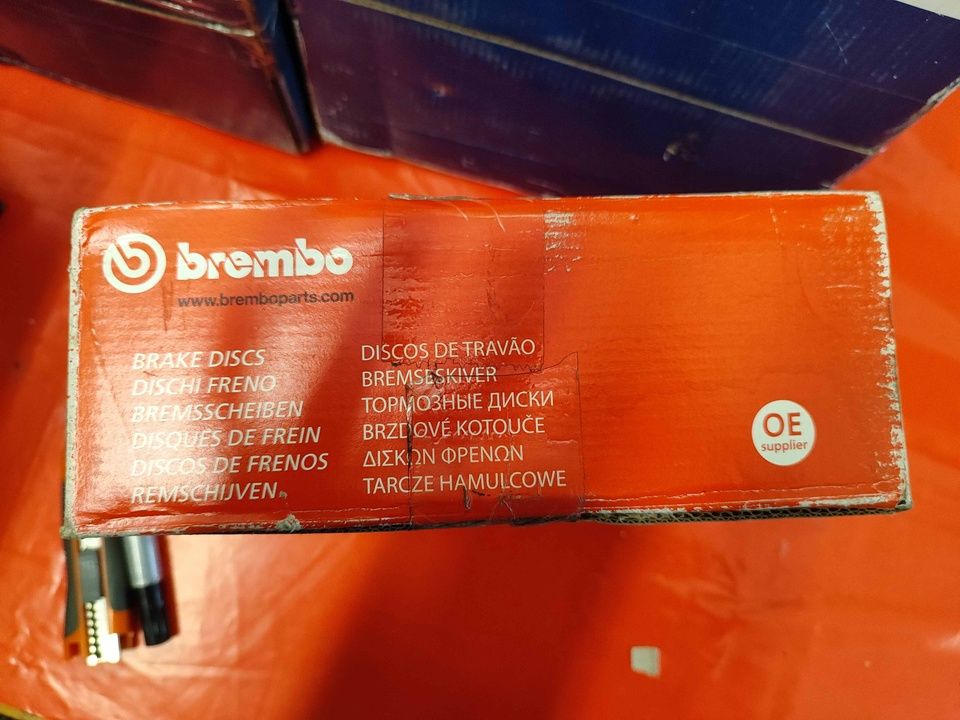 brembo
www.bremboparts.com
BRAKE DISCS
DISCHI FRENO
BREMSSCHEIBEN
DISQUES DE FREIN
DISCOS DE FRENOS
REMSCHIJVEN
DISCOS DE TRAVÃO
BREMSESKIVER
ТОРМОЗНЫЕ ДИСКИ
BRZDOVÉ KOTOUČE
ΔΙΣΚΩΝ ΦΡΕΝΩΝ
TARCZE HAMULCOWE
OE
supplier